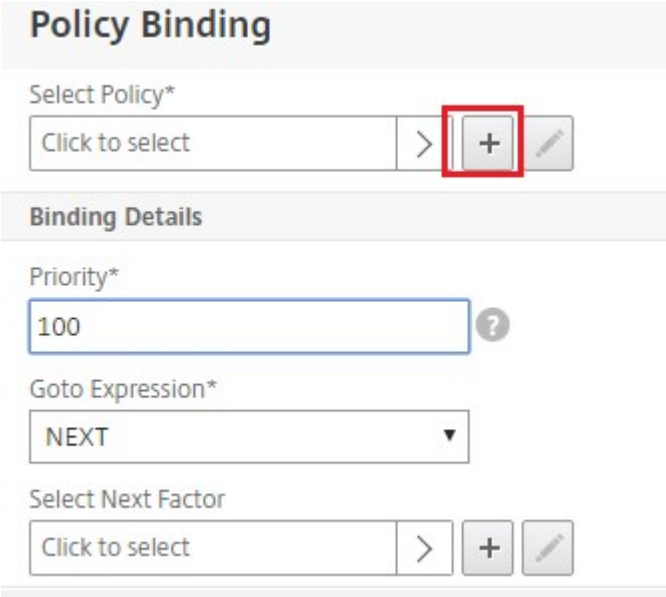 Policy Binding
Select Policy*
Click to select
Binding Details
Priority*
100
Goto Expression*
NEXT
Select Next Factor
Click to select